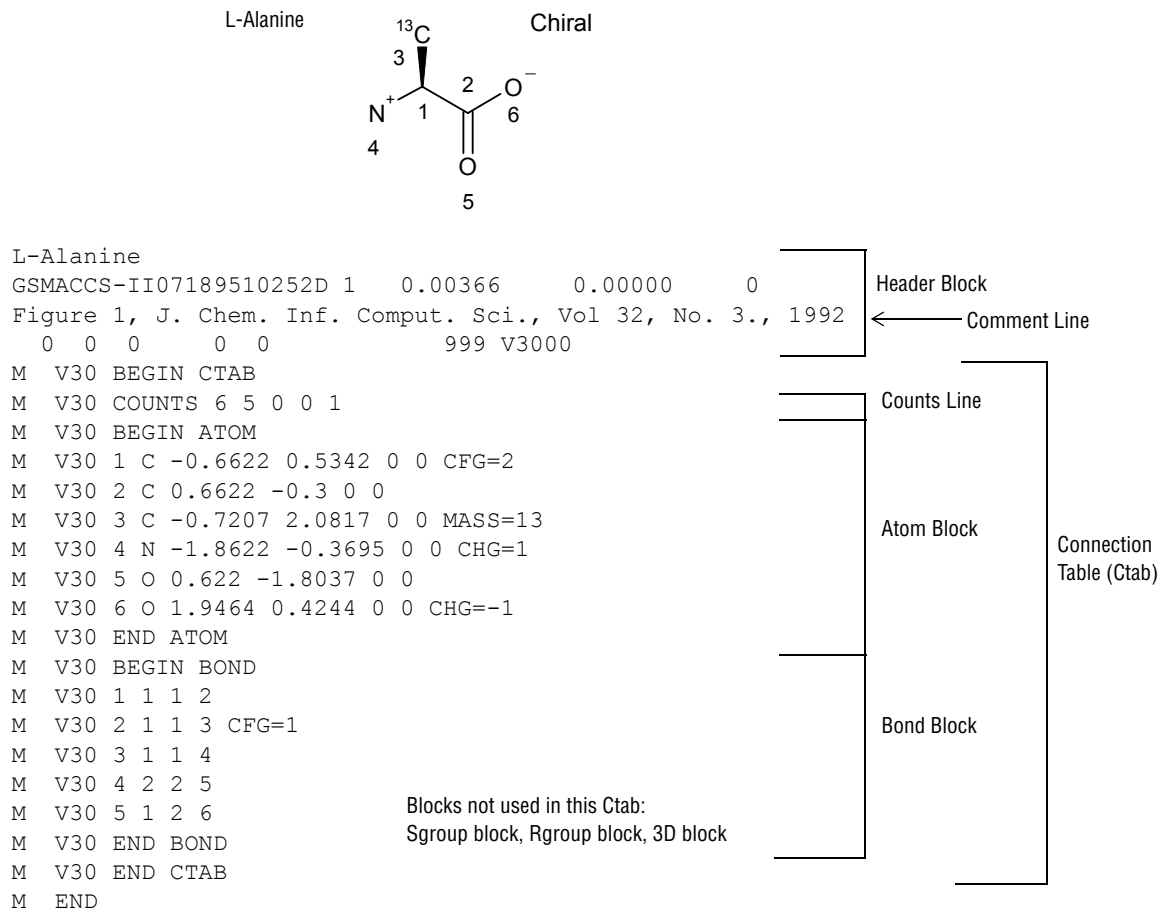 L-Alanine
Chiral
13C
3
2
O−
N+
1
6
4
O
5
L-Alanine
GSMACCS-II07189510252D 1   0.00366     0.00000     0
Figure 1, J. Chem. Inf. Comput. Sci., Vol 32, No. 3., 1992
  0  0  0     0  0            999 V3000
M  V30 BEGIN CTAB
M  V30 COUNTS 6 5 0 0 1
M  V30 BEGIN ATOM
M  V30 1 C -0.6622 0.5342 0 0 CFG=2
M  V30 2 C 0.6622 -0.3 0 0
M  V30 3 C -0.7207 2.0817 0 0 MASS=13
M  V30 4 N -1.8622 -0.3695 0 0 CHG=1
M  V30 5 O 0.622 -1.8037 0 0
M  V30 6 O 1.9464 0.4244 0 0 CHG=-1
M  V30 END ATOM
M  V30 BEGIN BOND
M  V30 1 1 1 2
M  V30 2 1 1 3 CFG=1
M  V30 3 1 1 4
M  V30 4 2 2 5
M  V30 5 1 2 6
M  V30 END BOND
M  V30 END CTAB
M  END
Blocks not used in this Ctab:
Sgroup block, Rgroup block, 3D block
Header Block
Comment Line
Counts Line
Atom Block
Bond Block
Connection
Table (Ctab)